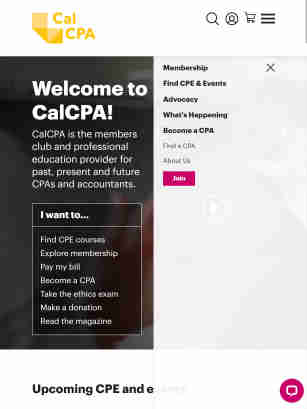 Cal
CPA
Membership
Find CPE & Events
Advocacy
What's Happening
Become a CPA
Find a CPA
About Us
Join
Welcome to
CalCPA!
CalCPA is the members
club and professional
education provider for
past, present and future
CPAs and accountants.
I want to...
Find CPE courses
Explore membership
Pay my bill
Become a CPA
Take the ethics exam
Make a donation
Read the magazine
Upcoming CPE and events